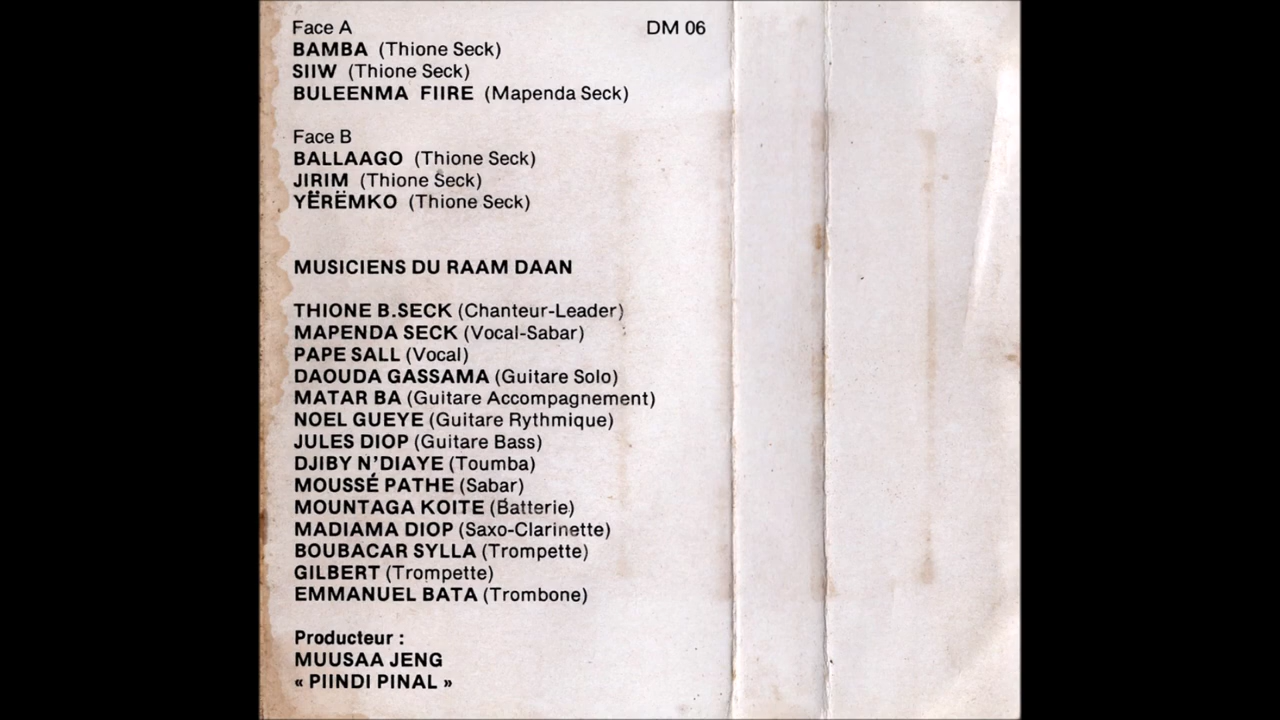 Face A DM 06
BAMBA (Thione Seck)
SIIW (Thione Seck)
BULEENMA FIIRE (Mapenda Seck)
Face B
BALLAAGO (Thione Seck)
JIRIM (Thione Seck)
YËRËMKO (Thione Seck)
MUSICIENS DU RAAM DAAN
THIONE B.SECK (Chanteur-Leader)
MAPENDA SECK (Vocal-Sabar)
PAPE SALL (Vocal)
DAOUDA GASSAMA (Guitare Solo)
MATAR BA (Guitare Accompagnement)
NOEL GUEYE (Guitare Rythmique)
JULES DIOP (Guitare Bass)
DJIBY N'DIAYE (Toumba)
MOUSSÉ PATHE (Sabar)
MOUNTAGA KOITE (Batterie)
MADIAMA DIOP (Saxo-Clarinette)
BOUBACAR SYLLA (Trompette)
GILBERT (Trompette)
EMMANUEL BATA (Trombone)
Producteur :
MUUSAA JENG
« PIINDI PINAL »